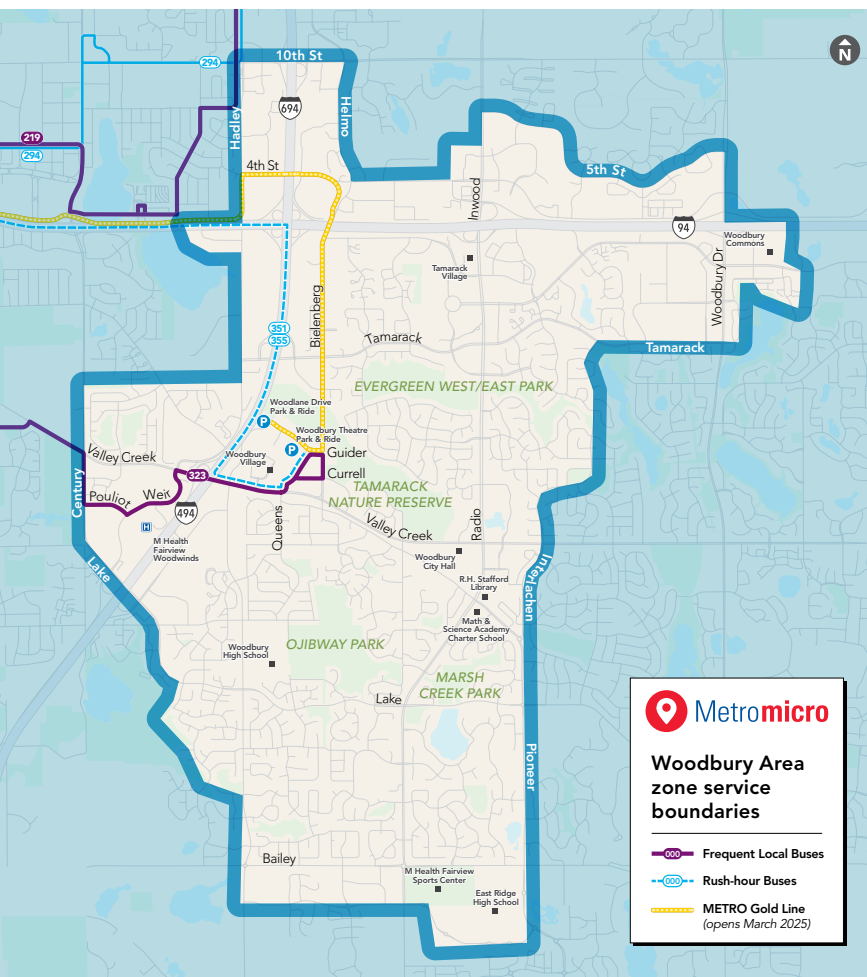 10th St
N
294
694
Helmo
Hadley
219
294
4th St
5th St
Inwood
94
Woodbury
Commons
Tamarack
Village
Woodbury Dr
Bielenberg
351
355
Tamarack
Tamarack
EVERGREEN WEST/EAST PARK
Woodlane Drive
Park & Ride
P
Woodbury Theatre
Park & Ride
P
Valley Creek
Woodbury
Village
Guider
Currell
323
Century
Pouliot
Weir
TAMARACK
NATURE PRESERVE
494
Queens
Valley Creek
Radio
H
M Health
Fairview
Woodwinds
Lake
Woodbury
City Hall
Interlachen
R.H. Stafford
Library
Math &
Science Academy
Charter School
Woodbury
High School
OJIBWAY PARK
MARSH
CREEK PARK
Lake
Pioneer
Bailey
M Health Fairview
Sports Center
East Ridge
High School
Metromicro
Woodbury Area
zone service
boundaries
000 Frequent Local Buses
000 Rush-hour Buses
METRO Gold Line
(opens March 2025)